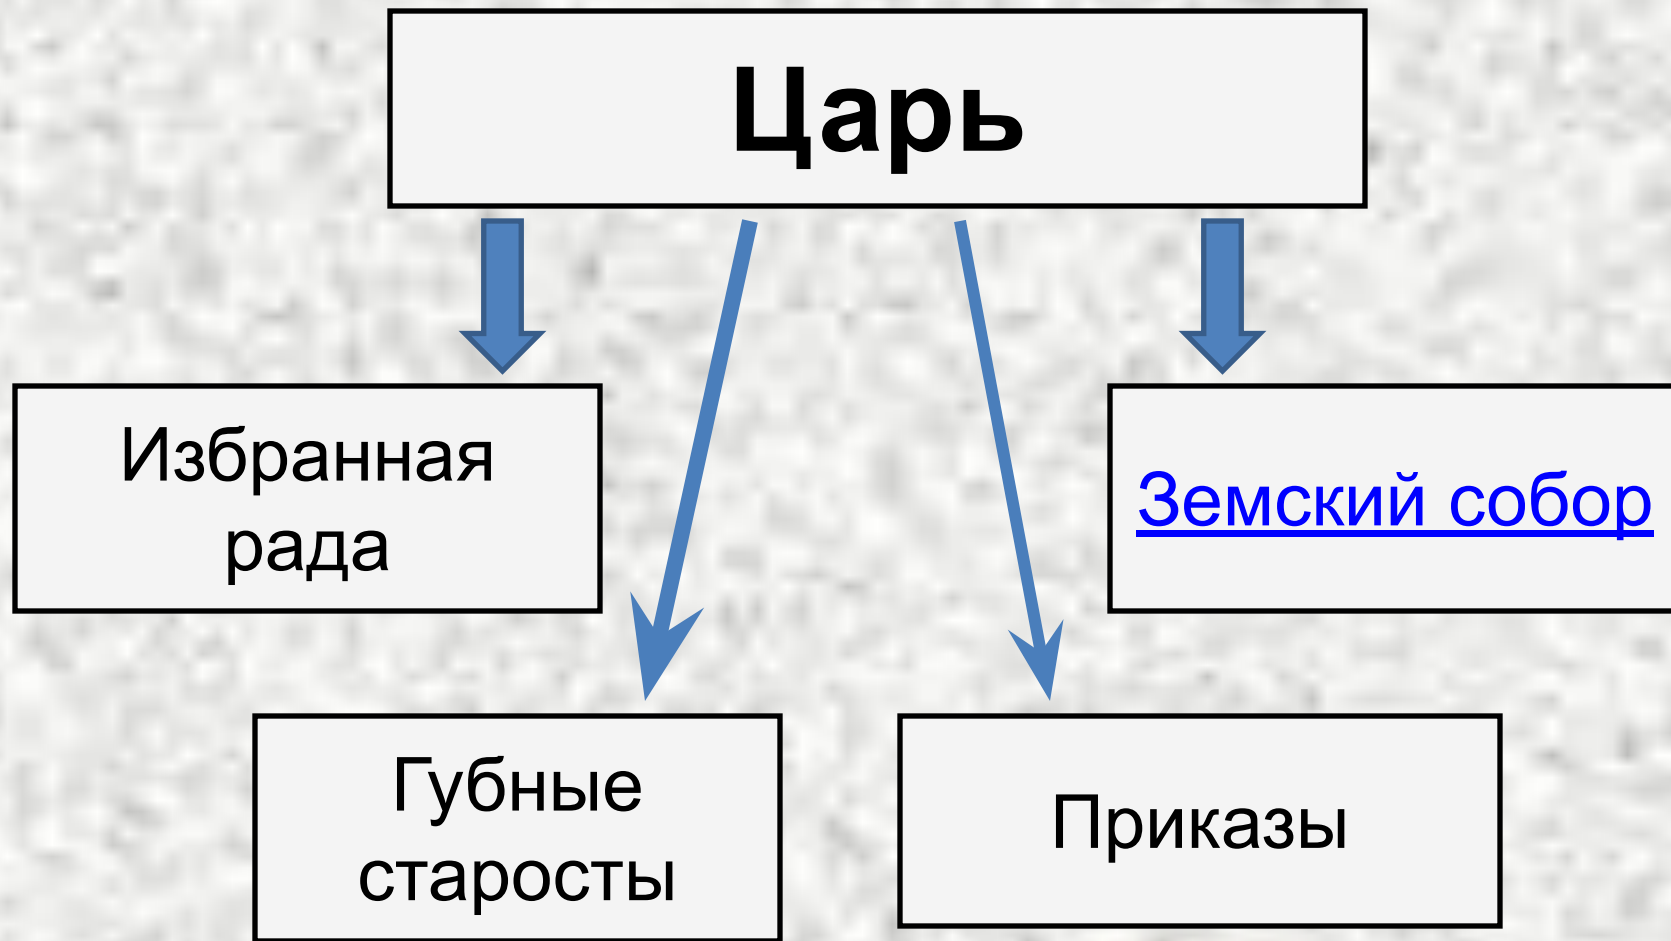 Царь
Избранная
рада
Земский собор
Губные
старосты
Приказы